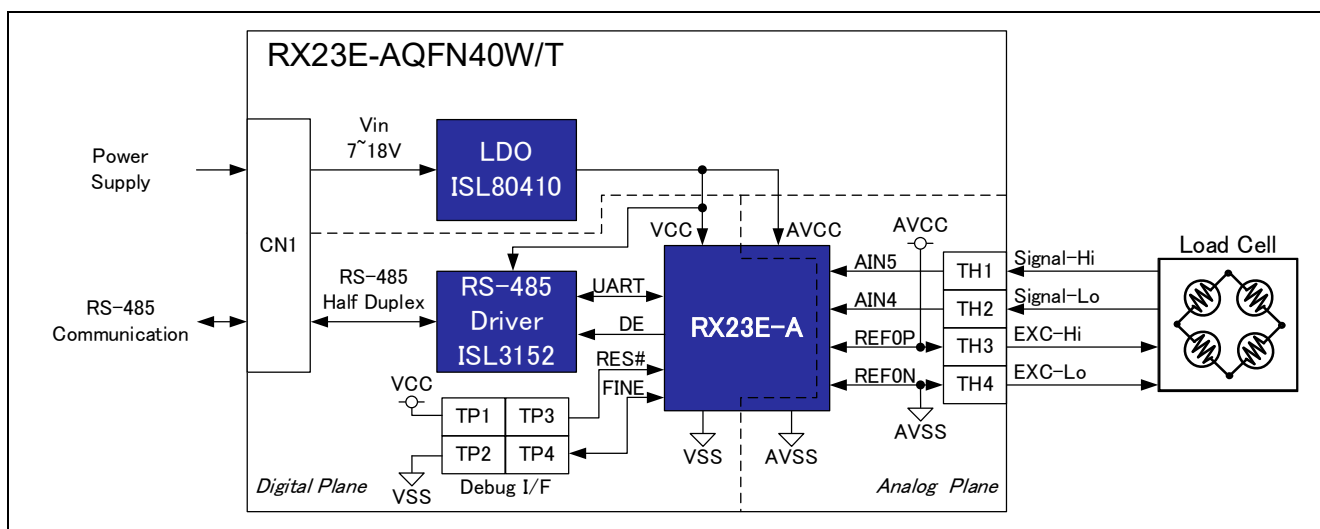 RX23E-AQFN40W/T
Power
Supply
CN1
Vin
7~18V
LDO
ISL80410
VCC
AVCC
AVCC
Load Cell
RS-485
Communication
RS-485
Half Duplex
RS-485
Driver
ISL3152
UART
DE
RES#
FINE
RX23E-A
AIN5
AIN4
REF0P
REF0N
TH1
TH2
TH3
TH4
Signal-Hi
Signal-Lo
EXC-Hi
EXC-Lo
VCC
TP1
TP3
TP2
TP4
VSS
Debug I/F
VSS
AVSS
AVSS
Digital Plane
Analog Plane